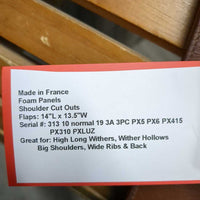 Made in France
Foam Panels
Shoulder Cut Outs
Flaps: 14"L x 13.5"W
Serial #: 313 10 normal 19 3A 3PC PX5 PX6 PX415
PX310 PXLUZ
Great for: High Long Withers, Wither Hollows
Big Shoulders, Wide Ribs & Back